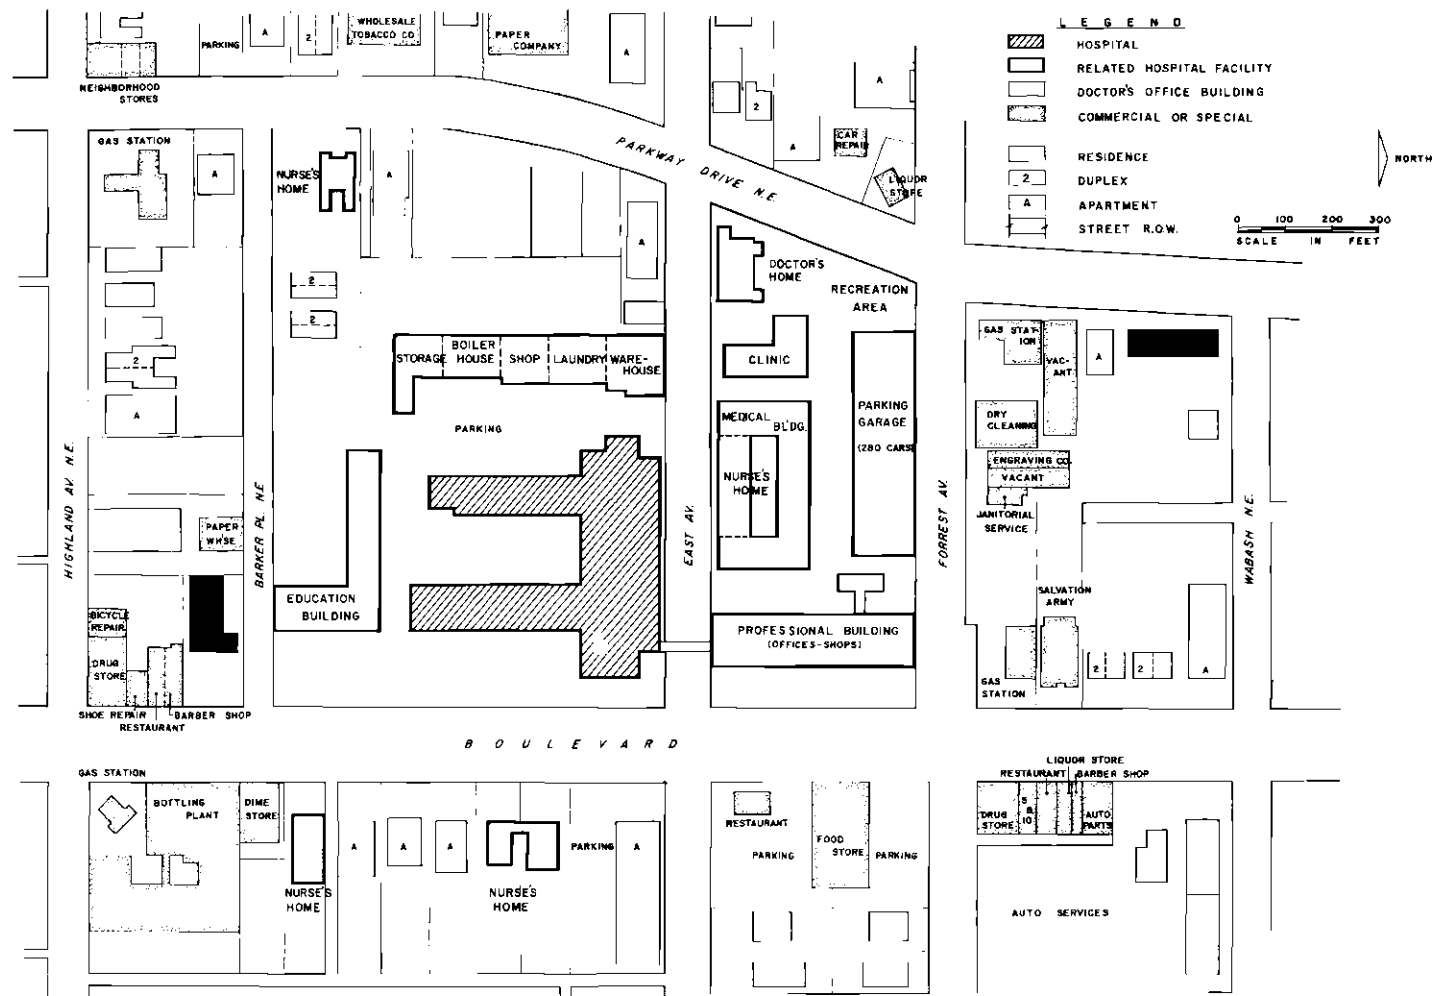 LEGEND
HOSPITAL
RELATED HOSPITAL FACILITY
DOCTOR'S OFFICE BUILDING
COMMERCIAL OR SPECIAL
RESIDENCE
2 DUPLEX
A APARTMENT
STREET R.O.W.
NORTH
0 100 200 300
SCALE IN FEET
PARKING
A
2
WHOLESALE
TOBACCO CO
PAPER
COMPANY
A
NEIGHBORHOOD
STORES
2
A
A
CAR
REPAIR
LIQUOR
STORE
PARKWAY DRIVE N.E.
GAS STATION
A
NURSE'S
HOME
A
A
2
2
2
A
DOCTOR'S
HOME
RECREATION
AREA
STORAGE
BOILER
HOUSE
SHOP
LAUNDRY
WARE-
HOUSE
CLINIC
GAS STAT-
ION
VAC-
ANT
A
PARKING
MEDICAL
BL'DG.
PARKING
GARAGE
(280 CARS)
NURSE'S
HOME
DRY
CLEANING
ENGRAVING CO.
VACANT
JANITORIAL
SERVICE
HIGHLAND AV. N.E.
BARKER PL. N.E
EAST AV.
FORREST AV.
WABASH N.E.
PAPER
WHSE
BICYCLE
REPAIR
DRUG
STORE
SHOE REPAIR
RESTAURANT
BARBER SHOP
EDUCATION
BUILDING
PROFESSIONAL BUILDING
(OFFICES-SHOPS)
SALVATION
ARMY
GAS
STATION
2
2
A
BOULEVARD
GAS STATION
BOTTLING
PLANT
DIME
STORE
NURSE'S
HOME
A
A
A
NURSE'S
HOME
PARKING
A
RESTAURANT
PARKING
FOOD
STORE
PARKING
LIQUOR STORE
RESTAURANT
BARBER SHOP
DRUG
STORE
5
&
10
AUTO
PARTS
AUTO SERVICES